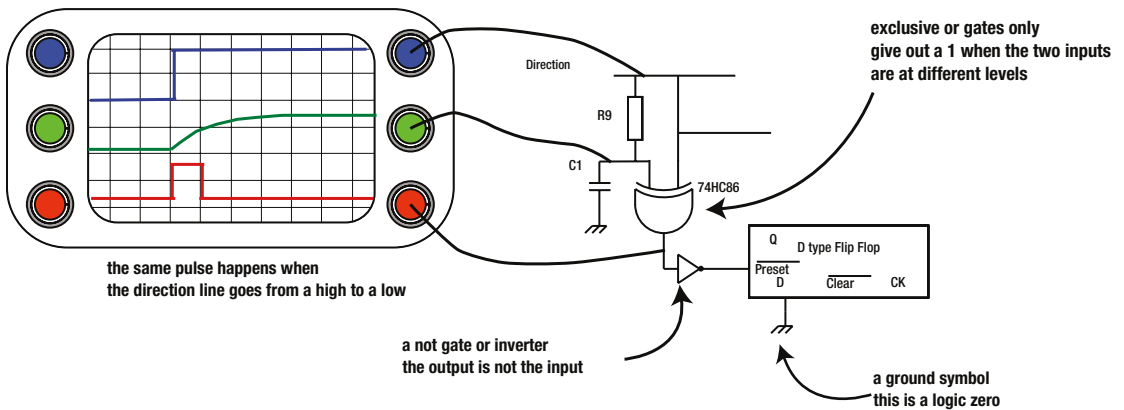 exclusive or gates only
give out a 1 when the two inputs
are at different levels
Direction
R9
C1
74HC86
Q
D type Flip Flop
Preset
D
Clear
CK
the same pulse happens when
the direction line goes from a high to a low
a not gate or inverter
the output is not the input
a ground symbol
this is a logic zero